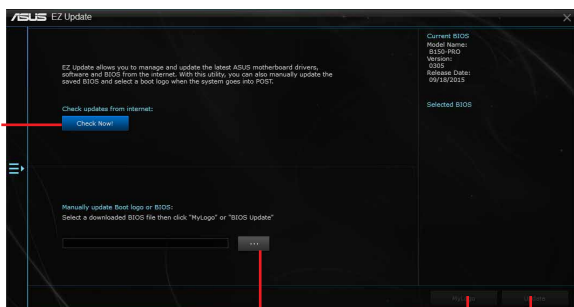 ASUS EZ Update
Current BIOS
Model Name:
B150-PRO
Version:
0305
Release Date:
09/18/2015
EZ Update allows you to manage and update the latest ASUS motherboard drivers,
software and BIOS from the internet. With this utility, you can also manually update the
saved BIOS and select a boot logo when the system goes into POST.
Selected BIOS
Check updates from internet:
Check Now!
Manually update Boot logo or BIOS:
Select a downloaded BIOS file then click "MyLogo" or "BIOS Update"
...